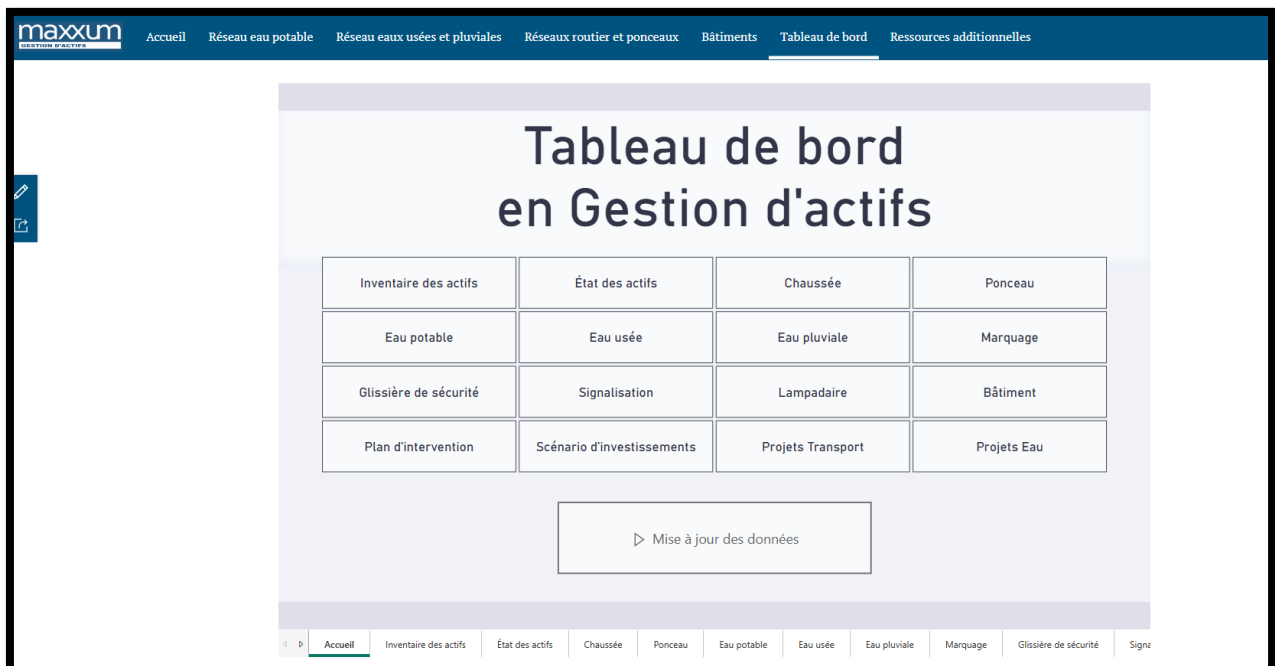 maxxum
GESTION D'ACTIFS
Accueil
Réseau eau potable
Réseau eaux usées et pluviales
Réseaux routier et ponceaux
Bâtiments
Tableau de bord
Ressources additionnelles
Tableau de bord
en Gestion d'actifs
Inventaire des actifs
État des actifs
Chaussée
Ponceau
Eau potable
Eau usée
Eau pluviale
Marquage
Glissière de sécurité
Signalisation
Lampadaire
Bâtiment
Plan d'intervention
Scénario d'investissements
Projets Transport
Projets Eau
Mise à jour des données
Accueil
Inventaire des actifs
État des actifs
Chaussée
Ponceau
Eau potable
Eau usée
Eau pluviale
Marquage
Glissière de sécurité
Signa